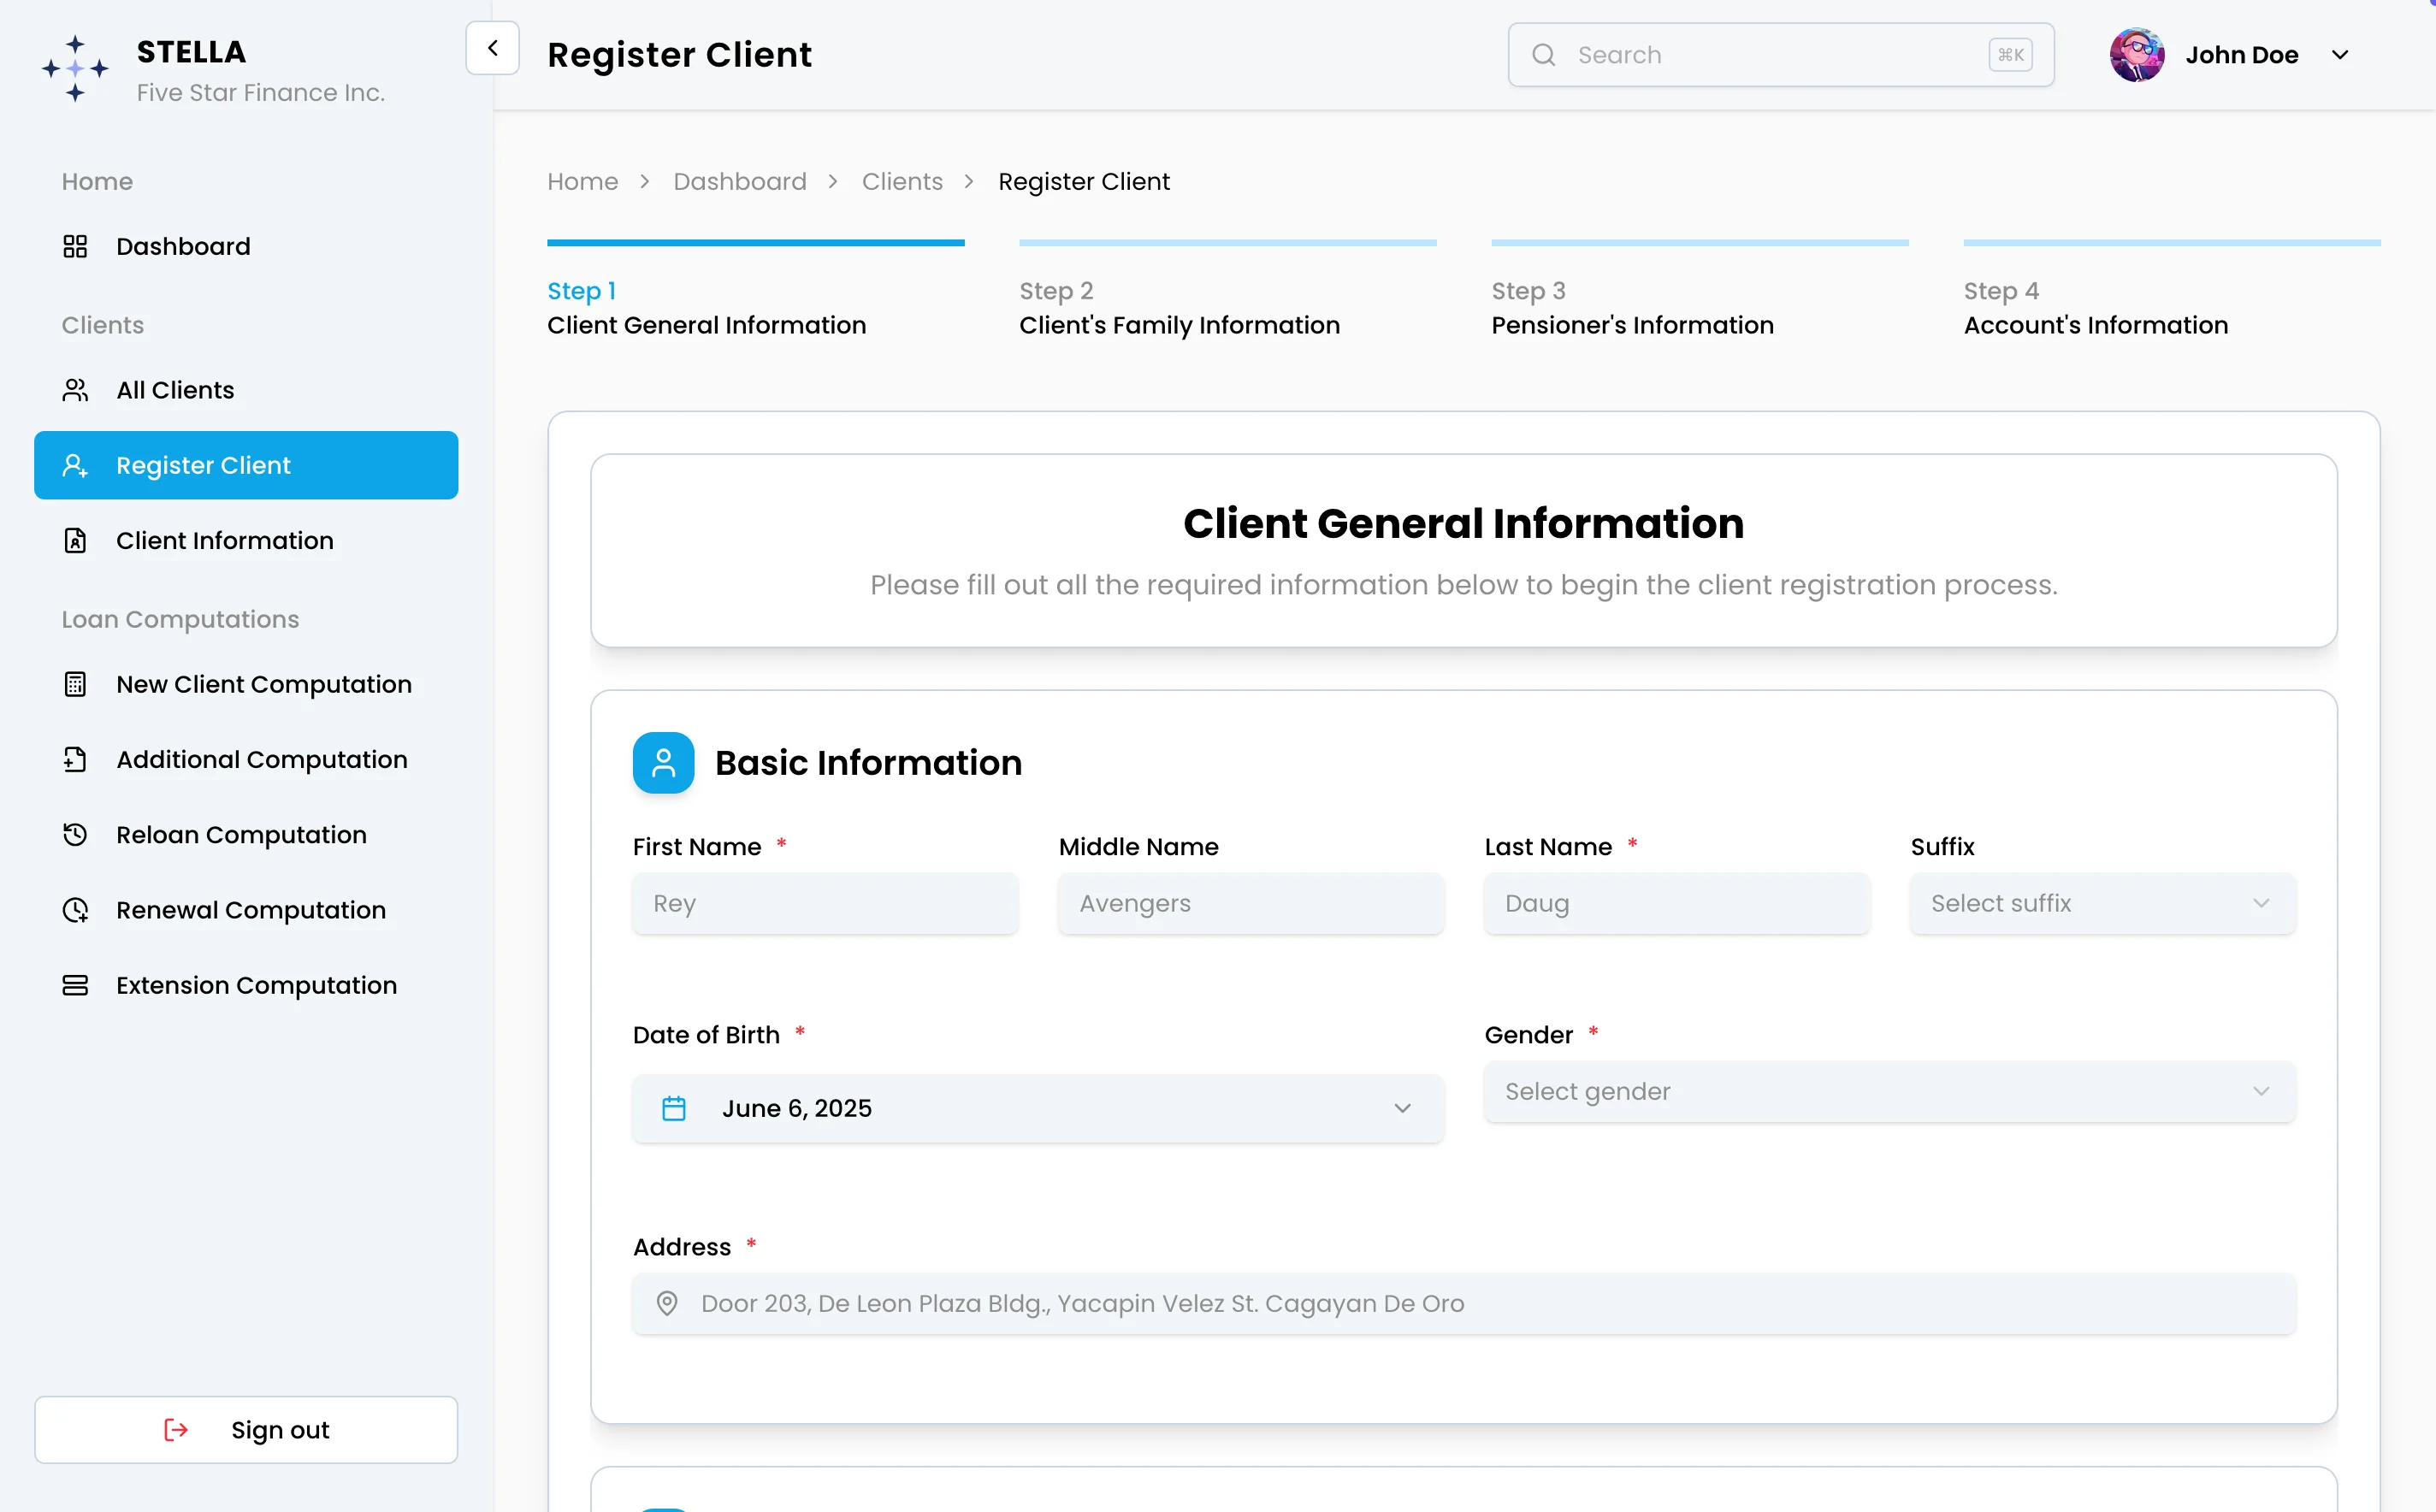 STELLA
Five Star Finance Inc.
Home
Dashboard
Clients
All Clients
Register Client
Client Information
Loan Computations
New Client Computation
Additional Computation
Reloan Computation
Renewal Computation
Extension Computation
Sign out
Register Client
Search
⌘K
John Doe
Home > Dashboard > Clients > Register Client
Step 1
Client General Information
Step 2
Client's Family Information
Step 3
Pensioner's Information
Step 4
Account's Information
Client General Information
Please fill out all the required information below to begin the client registration process.
Basic Information
First Name *
Rey
Middle Name
Avengers
Last Name *
Daug
Suffix
Select suffix
Date of Birth *
June 6, 2025
Gender *
Select gender
Address *
Door 203, De Leon Plaza Bldg., Yacapin Velez St. Cagayan De Oro